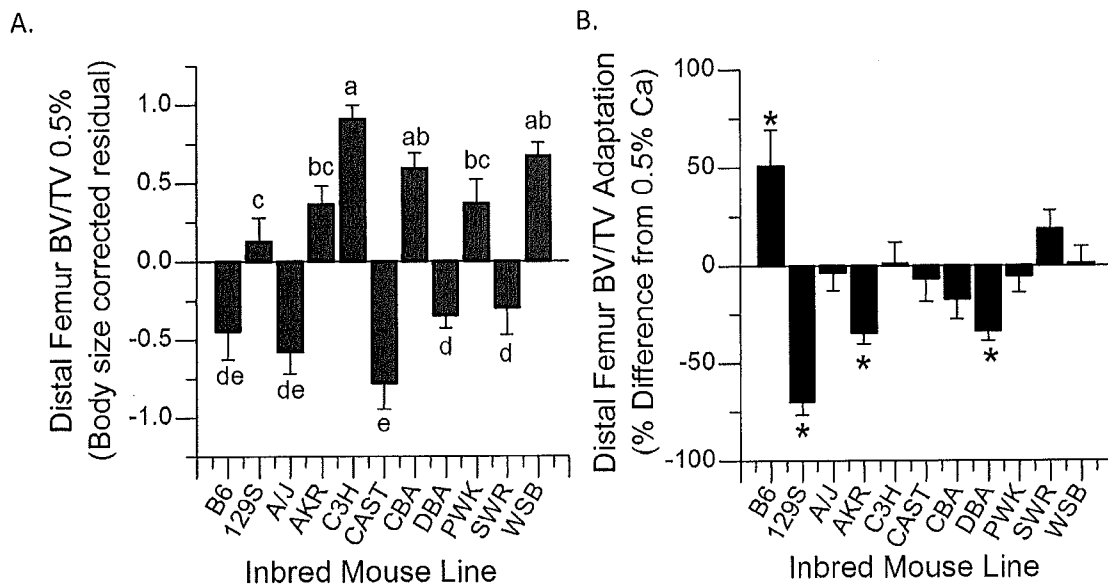 A.
Distal Femur BV/TV 0.5%
(Body size corrected residual)
1.0
0.5
0.0
-0.5
-1.0
de
c
de
bc
a
e
ab
d
bc
d
ab
B6
129S
A/J
AKR
C3H
CAST
CBA
DBA
PWK
SWR
WSB
Inbred Mouse Line
B.
Distal Femur BV/TV Adaptation
(% Difference from 0.5% Ca)
100
50
0
-50
-100
*
*
*
*
B6
129S
A/J
AKR
C3H
CAST
CBA
DBA
PWK
SWR
WSB
Inbred Mouse Line